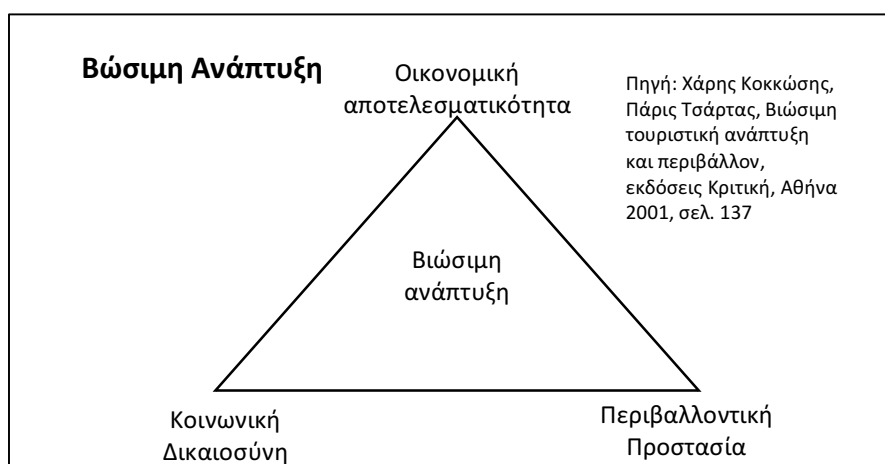 Βώσιμη Ανάπτυξη
Οικονομική
αποτελεσματικότητα
Πηγή: Χάρης Κοκκώσης,
Πάρις Τσάρτας, Βιώσιμη
τουριστική ανάπτυξη
και περιβάλλον,
εκδόσεις Κριτική, Αθήνα
2001, σελ. 137
Βιώσιμη
ανάπτυξη
Κοινωνική
Δικαιοσύνη
Περιβαλλοντική
Προστασία